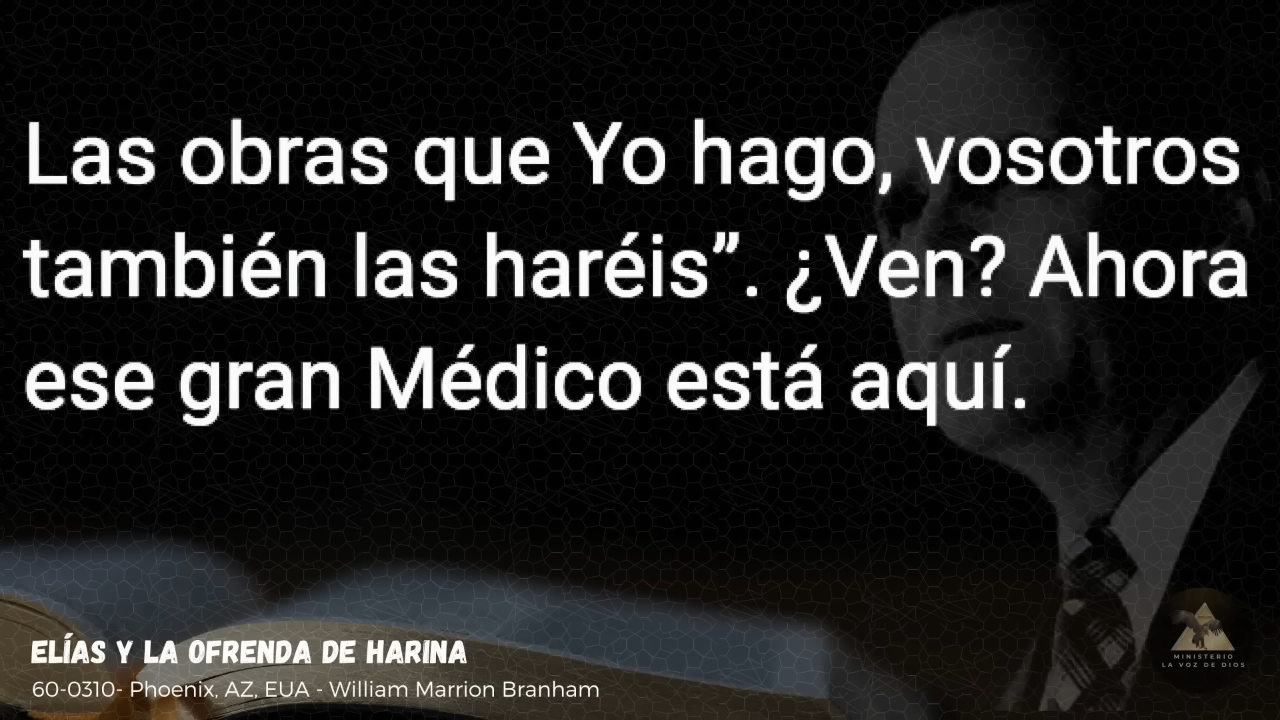 Las obras que Yo hago, vosotros
también las haréis”. ¿Ven? Ahora
ese gran Médico está aquí.
ELÍAS Y LA OFRENDA DE HARINA
60-0310- Phoenix, AZ, EUA - William Marrion Branham
MINISTERIO
LA VOZ DE DIOS